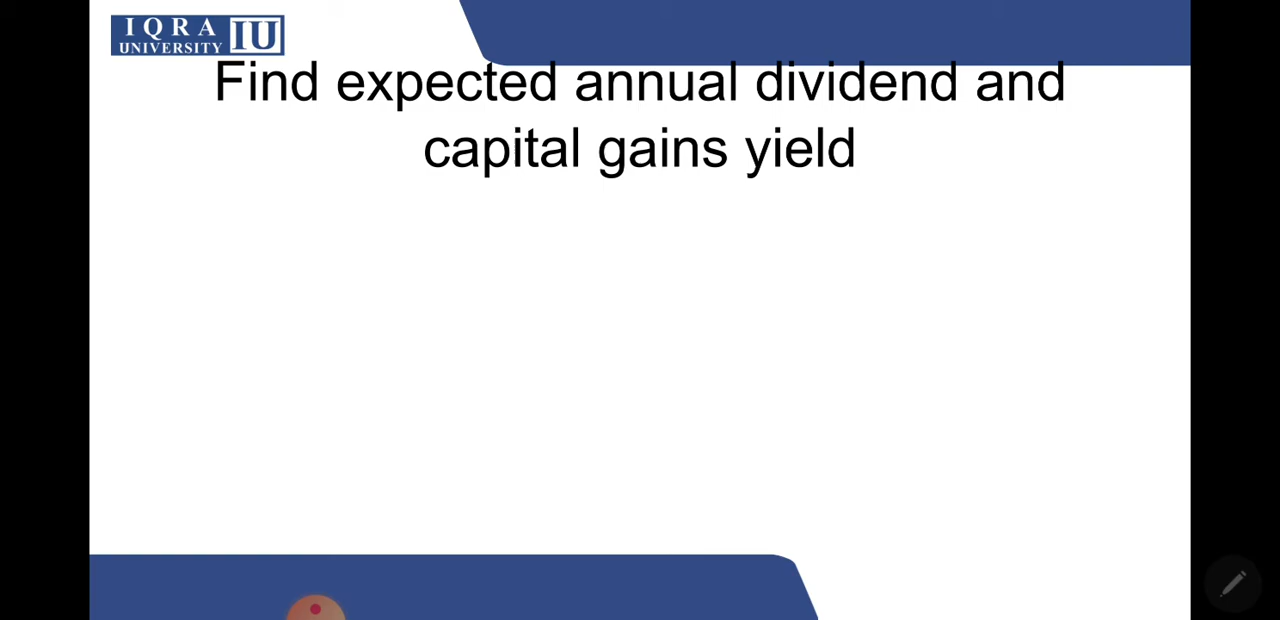 IQRA
UNIVERSITY IU
Find expected annual dividend and
capital gains yield